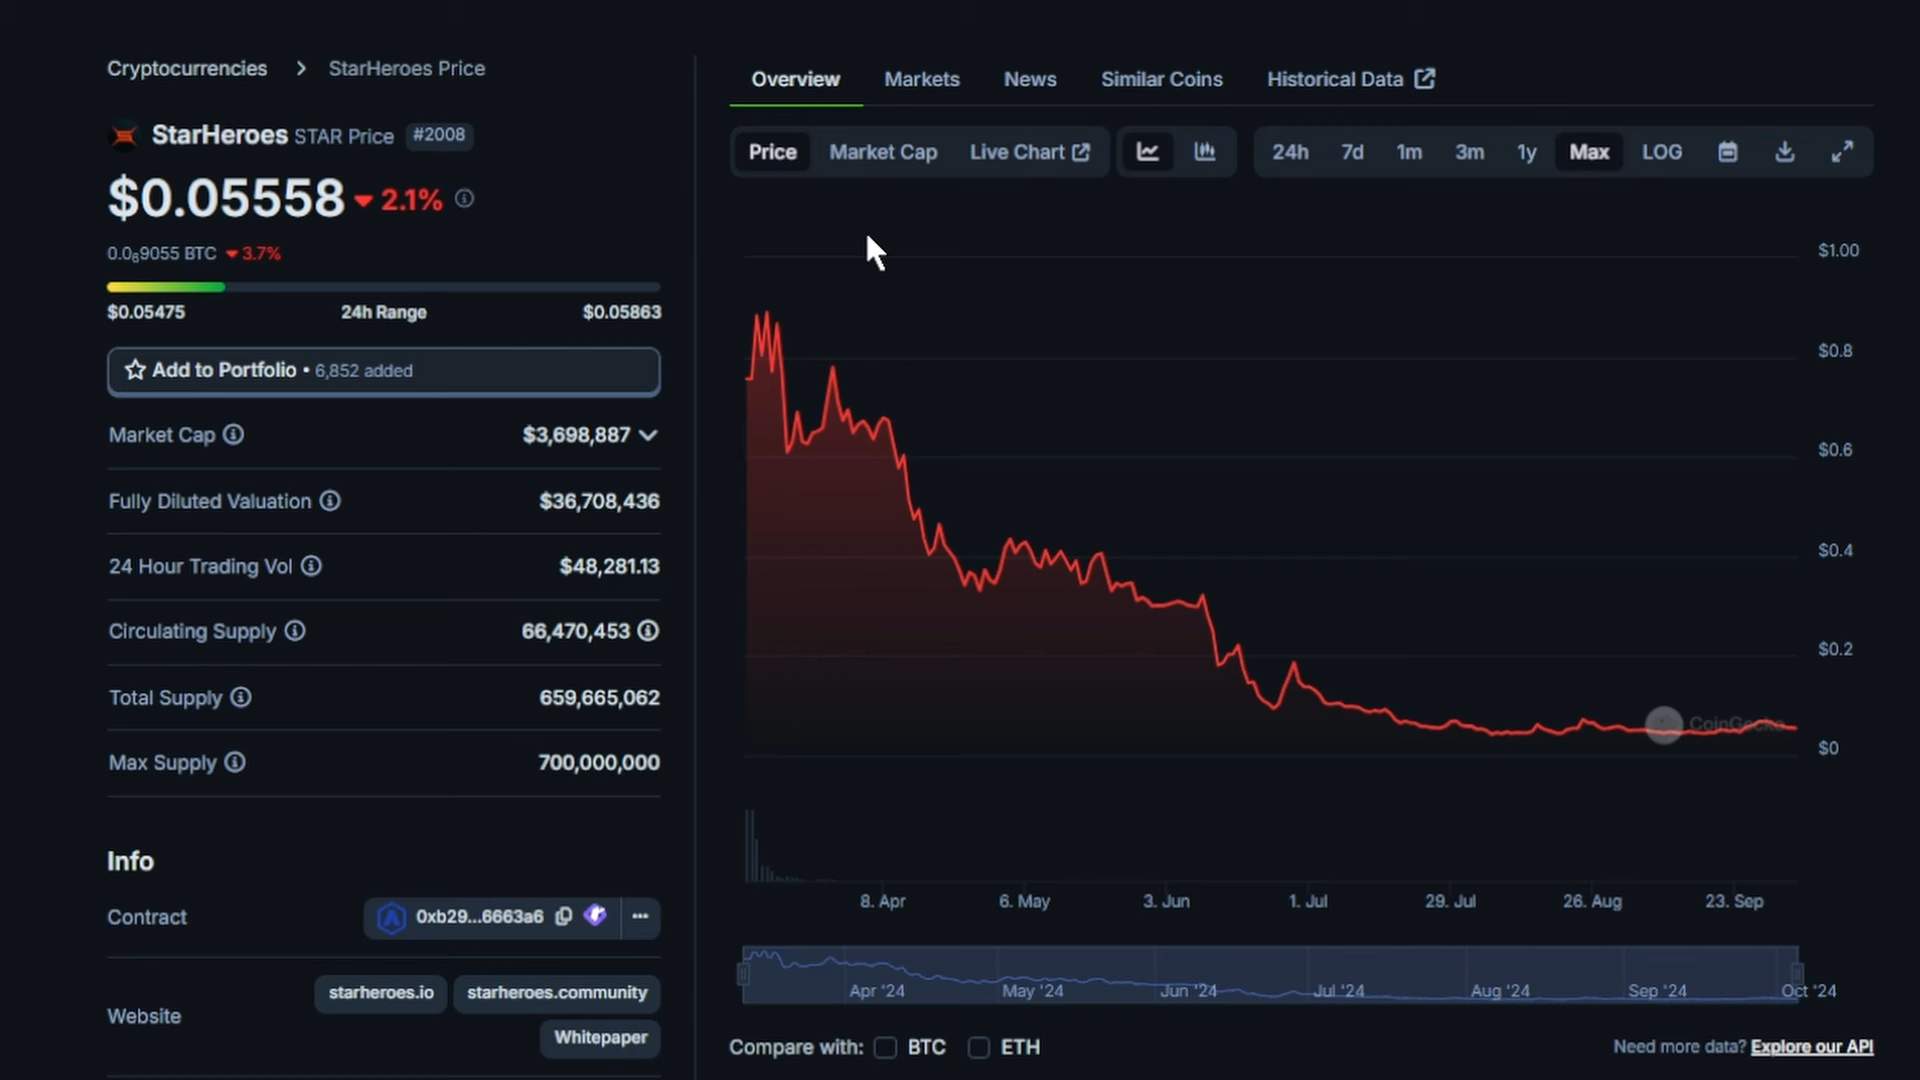 Cryptocurrencies > StarHeroes Price
StarHeroes STAR Price #2008
$0.05558 2.1%
0.0₆9055 BTC 3.7%
$0.05475 24h Range $0.05863
Add to Portfolio • 6,852 added
Market Cap $3,698,887
Fully Diluted Valuation $36,708,436
24 Hour Trading Vol $48,281.13
Circulating Supply 66,470,453
Total Supply 659,665,062
Max Supply 700,000,000
Info
Contract 0xb29...6663a6 ...
Website starheroes.io starheroes.community
Whitepaper
Overview Markets News Similar Coins Historical Data
Price Market Cap Live Chart 24h 7d 1m 3m 1y Max LOG
$1.00
$0.8
$0.6
$0.4
$0.2
CoinGecko
$0
8. Apr 6. May 3. Jun 1. Jul 29. Jul 26. Aug 23. Sep
Apr '24 May '24 Jun '24 Jul '24 Aug '24 Sep '24 Oct '24
Compare with: BTC ETH
Need more data? Explore our API